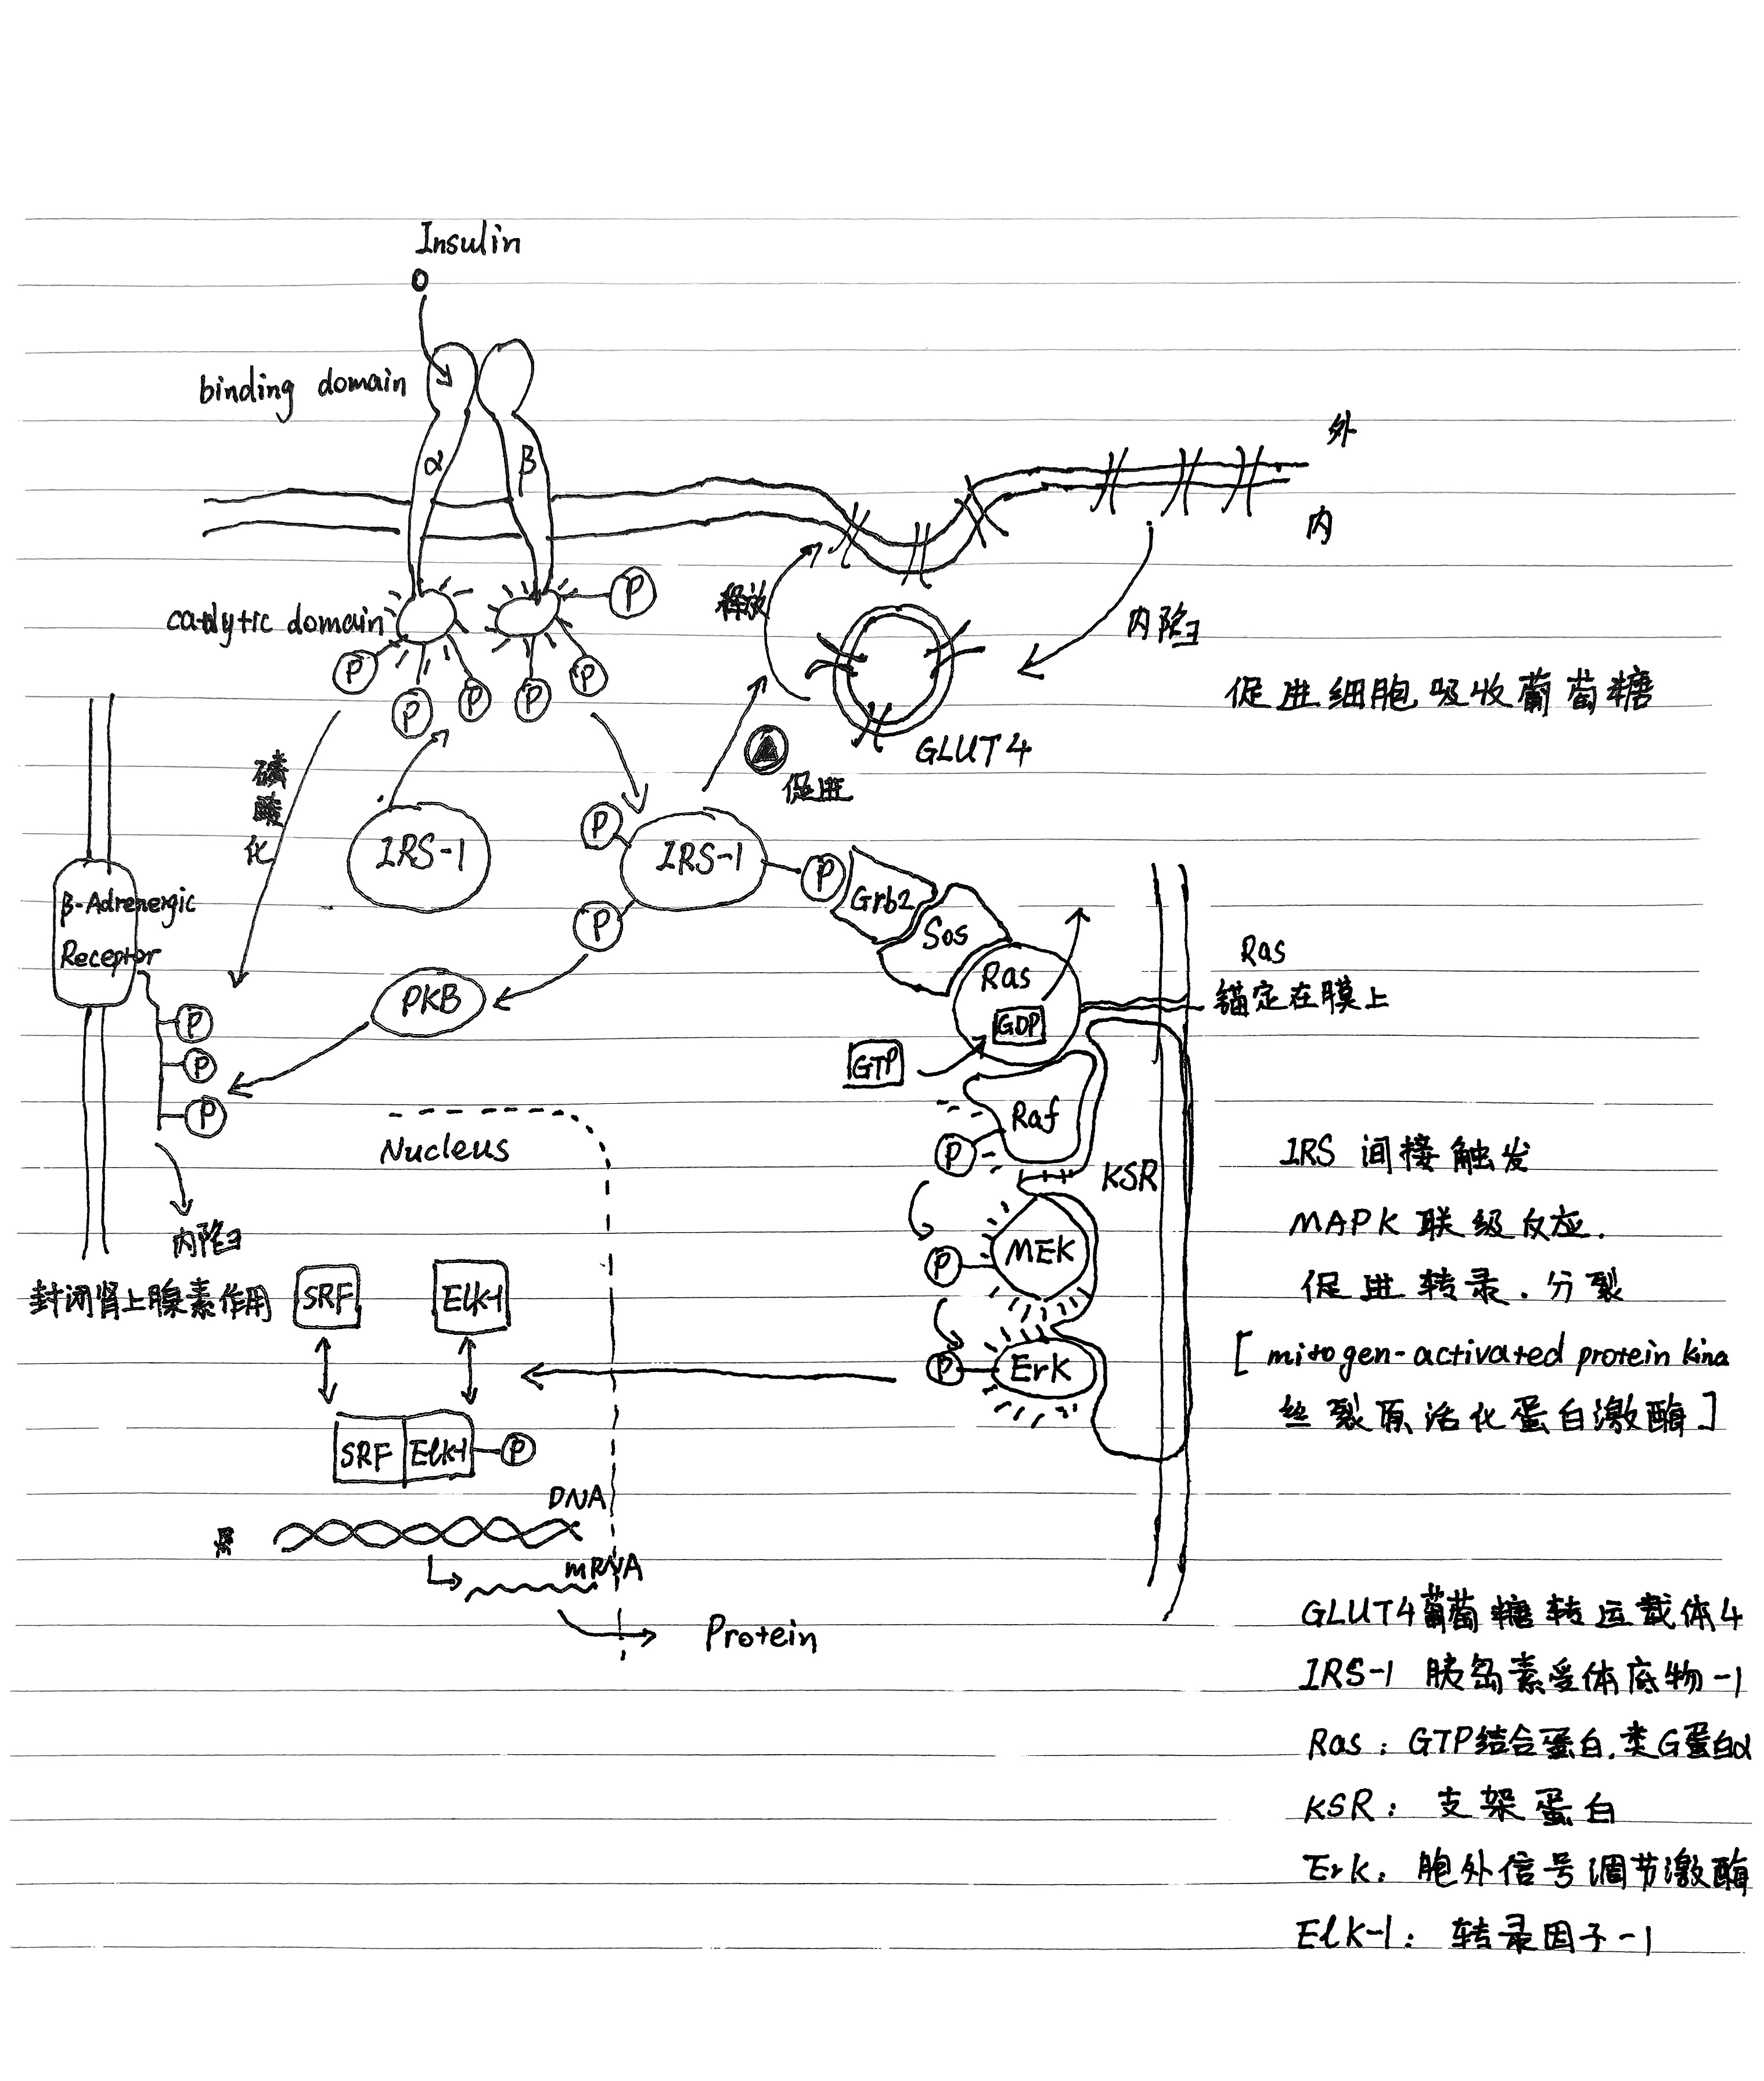 Insulin
binding domain
α
β
外
内
catalytic domain
P
P
P
P
P
P
P
释放
内陷
促进细胞吸收葡萄糖
GLUT4
促进
磷酸化
IRS-1
P
IRS-1
P
P
Grb2
Sos
β-Adrenergic
Receptor
PKB
Ras
GDP
GTP
Ras
锚定在膜上
P
P
P
Raf
P
KSR
Nucleus
IRS 间接触发
MAPK 联级反应.
促进转录.分裂
[mitogen-activated protein kina
丝裂原活化蛋白激酶]
内陷
封闭肾上腺素作用
SRF
Elk-1
MEK
P
Erk
P
SRF
Elk-1
P
DNA
mRNA
Protein
GLUT4葡萄糖转运载体4
IRS-1 胰岛素受体底物-1
Ras: GTP结合蛋白.类G蛋白α
KSR: 支架蛋白
Erk: 胞外信号调节激酶
Elk-1: 转录因子-1